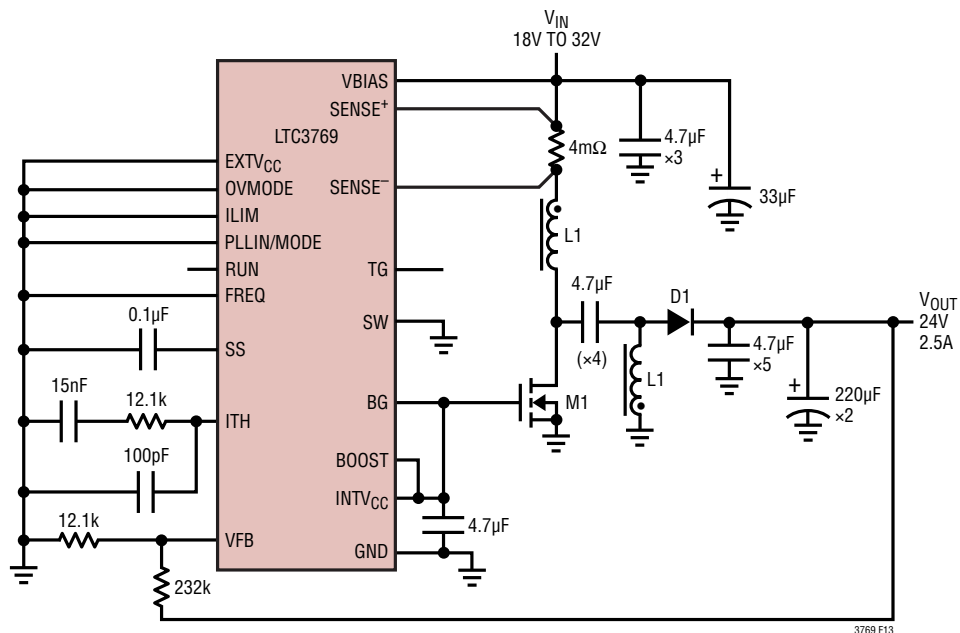 VIN
18V TO 32V
VBIAS
SENSE+
LTC3769
4mΩ
4.7µF
×3
EXTVCC
OVMODE
SENSE–
+
33µF
ILIM
L1
PLLIN/MODE
RUN
TG
4.7µF
D1
FREQ
VOUT
24V
2.5A
0.1µF
SW
(×4)
4.7µF
×5
SS
L1
15nF
12.1k
+
220µF
×2
BG
M1
ITH
100pF
BOOST
INTVCC
12.1k
4.7µF
VFB
GND
232k
3769 F13